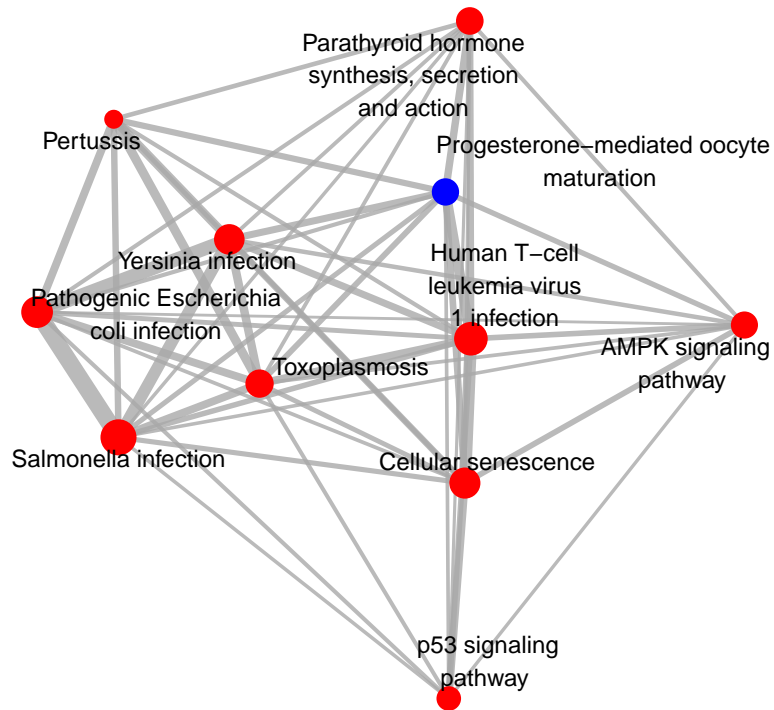 Parathyroid hormone
synthesis, secretion
and action
Pertussis
Progesterone−mediated oocyte
maturation
Yersinia infection
Human T−cell
leukemia virus
1 infection
Pathogenic Escherichia
coli infection
Toxoplasmosis
AMPK signaling
pathway
Salmonella infection
Cellular senescence
p53 signaling
pathway